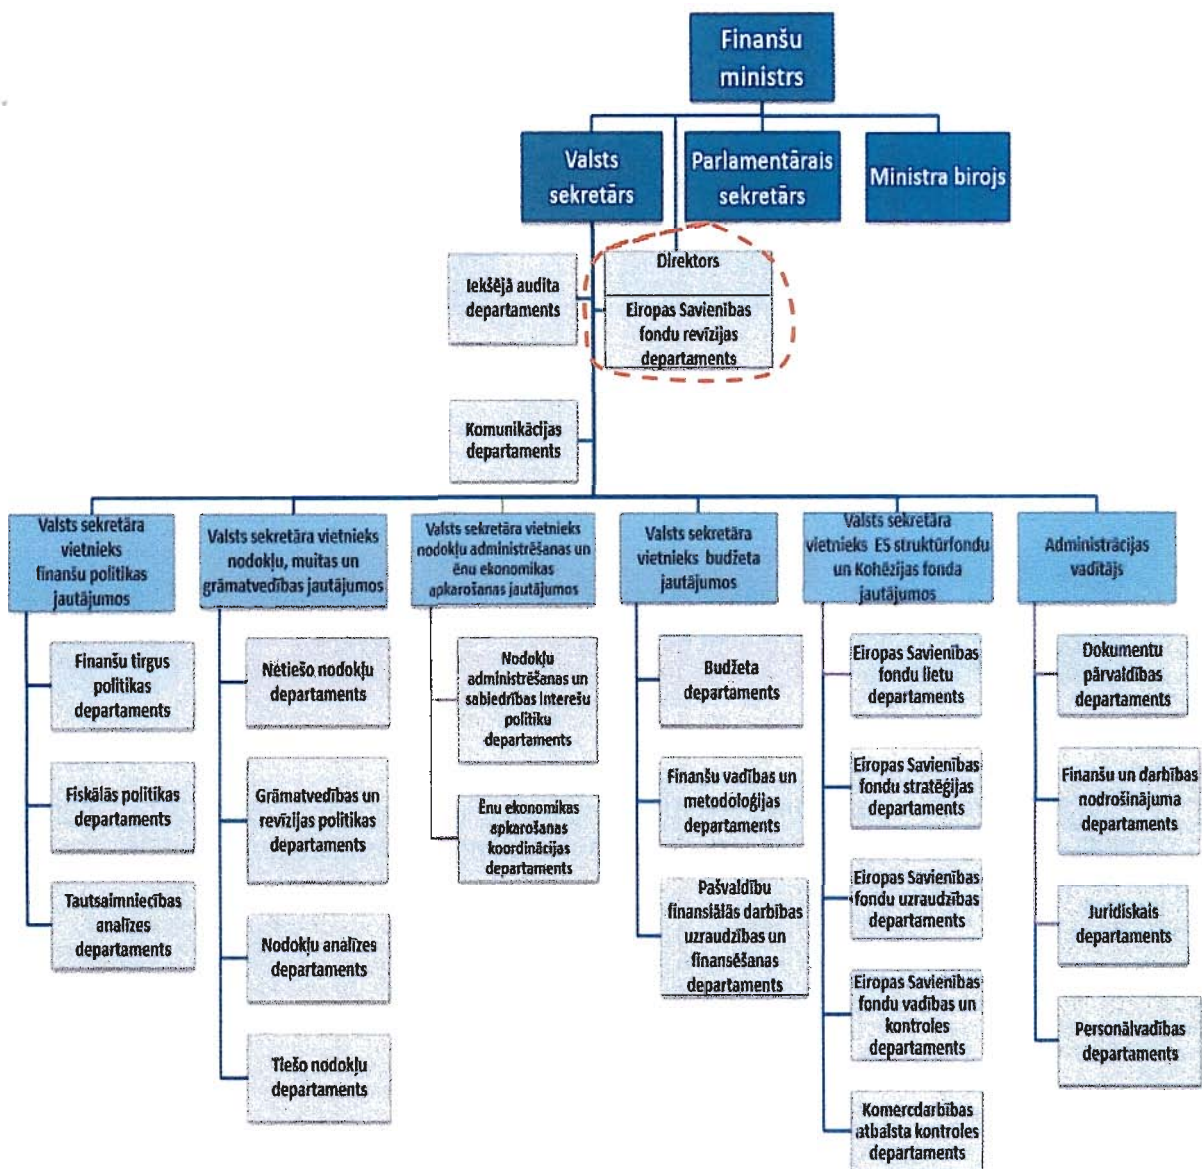 Finanšu
ministrs
Valsts
sekretārs
Parlamentārais
sekretārs
Ministra birojs
Iekšējā audita
departaments
Direktors
Eiropas Savienības
fondu revīzijas
departaments
Komunikācijas
departaments
Valsts sekretāra
vietnieks
finanšu politikas
jautājumos
Valsts sekretāra vietnieks
nodokļu, muitas un
grāmatvedības jautājumos
Valsts sekretāra vietnieks
nodokļu administrēšanas un
ēnu ekonomikas
apkarošanas jautājumos
Valsts sekretāra
vietnieks budžeta
jautājumos
Valsts sekretāra
vietnieks ES struktūrfondu
un Kohēzijas fonda
jautājumos
Administrācijas
vadītājs
Finanšu tirgus
politikas
departaments
Fiskālās politikas
departaments
Tautsaimniecības
analīzes
departaments
Netiešo nodokļu
departaments
Grāmatvedības un
revīzijas politikas
departaments
Nodokļu analīzes
departaments
Tiešo nodokļu
departaments
Nodokļu
administrēšanas un
sabiedrības interešu
politiku
departaments
Ēnu ekonomikas
apkarošanas
koordinācijas
departaments
Budžeta
departaments
Finanšu vadības un
metodoloģijas
departaments
Pašvaldību
finansiālās darbības
uzraudzības un
finansēšanas
departaments
Eiropas Savienības
fondu lietu
departaments
Eiropas Savienības
fondu stratēģijas
departaments
Eiropas Savienības
fondu uzraudzības
departaments
Eiropas Savienības
fondu vadības un
kontroles
departaments
Komercdarbības
atbalsta kontroles
departaments
Dokumentu
pārvaldības
departaments
Finanšu un darbības
nodrošinājuma
departaments
Juridiskais
departaments
Personālvadības
departaments